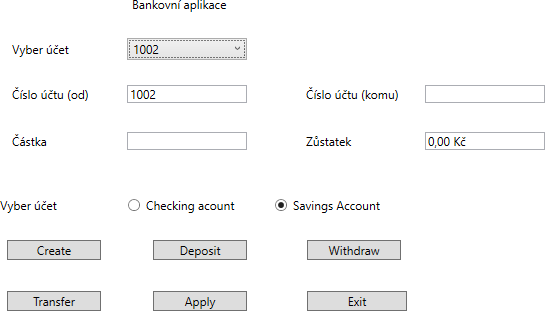 Bankovní aplikace
Vyber účet 1002
Číslo účtu (od) 1002 Číslo účtu (komu)
Částka Zůstatek 0,00 Kč
Vyber účet Checking acount Savings Account
Create Deposit Withdraw
Transfer Apply Exit